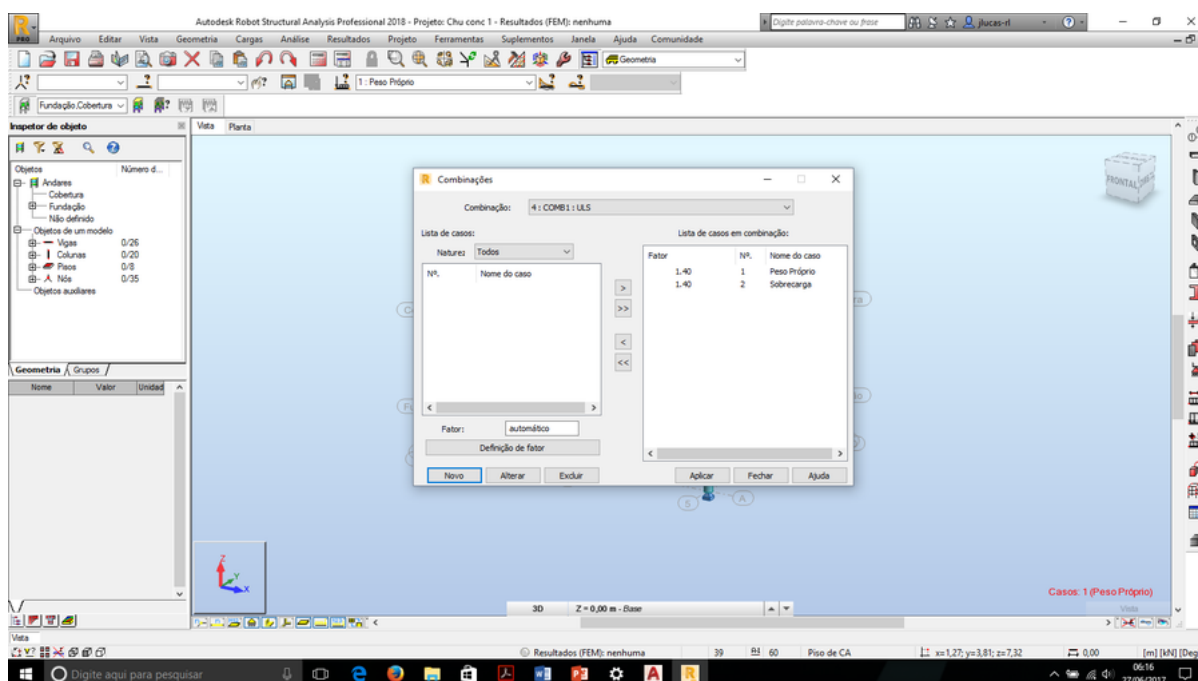 Autodesk Robot Structural Analysis Professional 2018 - Projeto: Chu conc 1 - Resultados (FEM): nenhuma
Digite palavra-chave ou frase
jlucas-rl
PRO
Arquivo Editar Vista Geometria Cargas Análise Resultados Projeto Ferramentas Suplementos Janela Ajuda Comunidade
Geometria
1 : Peso Próprio
Fundação.Cobertura
Inspetor de objeto
Vista Planta
Objetos Número d...
Andares
Cobertura
Fundação
Não definido
Objetos de um modelo
Vigas 0/26
Colunas 0/20
Pisos 0/8
Nós 0/35
Objetos auxiliares
Geometria Grupos
Nome Valor Unidad
FRONTAL
Combinações
Combinação: 4 : COMB1 : ULS
Lista de casos: Lista de casos em combinação:
Naturez Todos
Nº. Nome do caso
Fator Nº. Nome do caso
1.40 1 Peso Próprio
1.40 2 Sobrecarga
>
>>
<
<<
Fator: automático
Definição de fator
Novo Alterar Excluir Aplicar Fechar Ajuda
5 A
Z Y X
Casos: 1 (Peso Próprio)
3D Z = 0,00 m - Base
Vista
Vista
Resultados (FEM): nenhuma 39 60 Piso de CA x=1,27; y=3,81; z=7,32 0,00 [m] [kN] [Deg
Digite aqui para pesquisar
06:16
27/06/2017